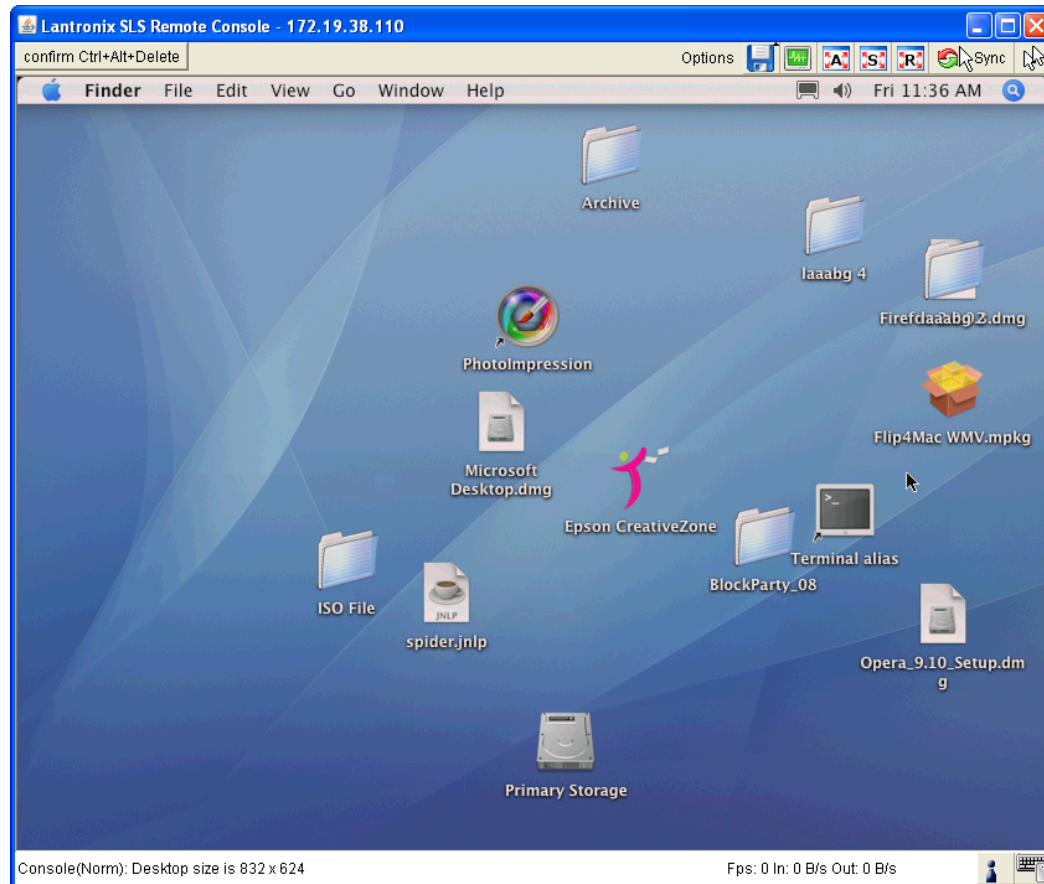 Lantronix SLS Remote Console - 172.19.38.110
confirm Ctrl+Alt+Delete
Options
A
S
R
Sync
Finder File Edit View Go Window Help
Fri 11:36 AM
Archive
laaabg 4
PhotoImpression
Flip4Mac WMV.mpkg
Microsoft
Desktop.dmg
Epson CreativeZone
>_
Terminal alias
BlockParty_08
ISO File
JNLP
spider.jnlp
Opera_9.10_Setup.dm
g
Primary Storage
Console(Norm): Desktop size is 832 x 624
Fps: 0 In: 0 B/s Out: 0 B/s